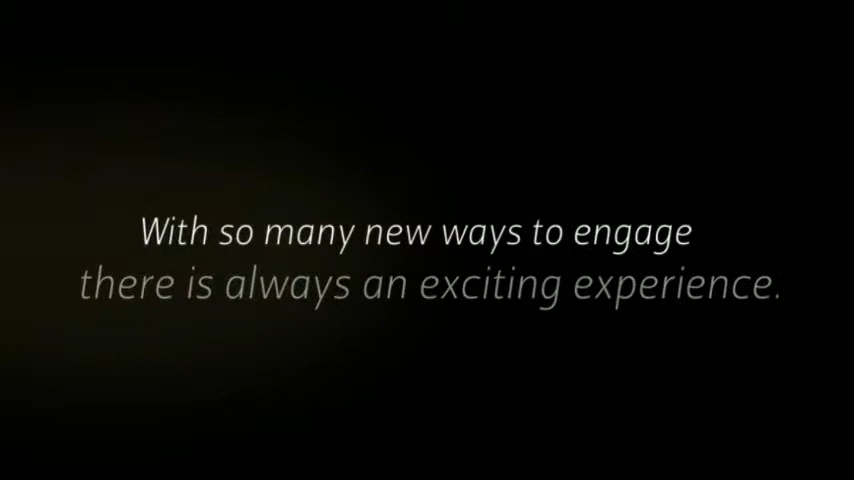 With so many new ways to engage
there is always an exciting experience.